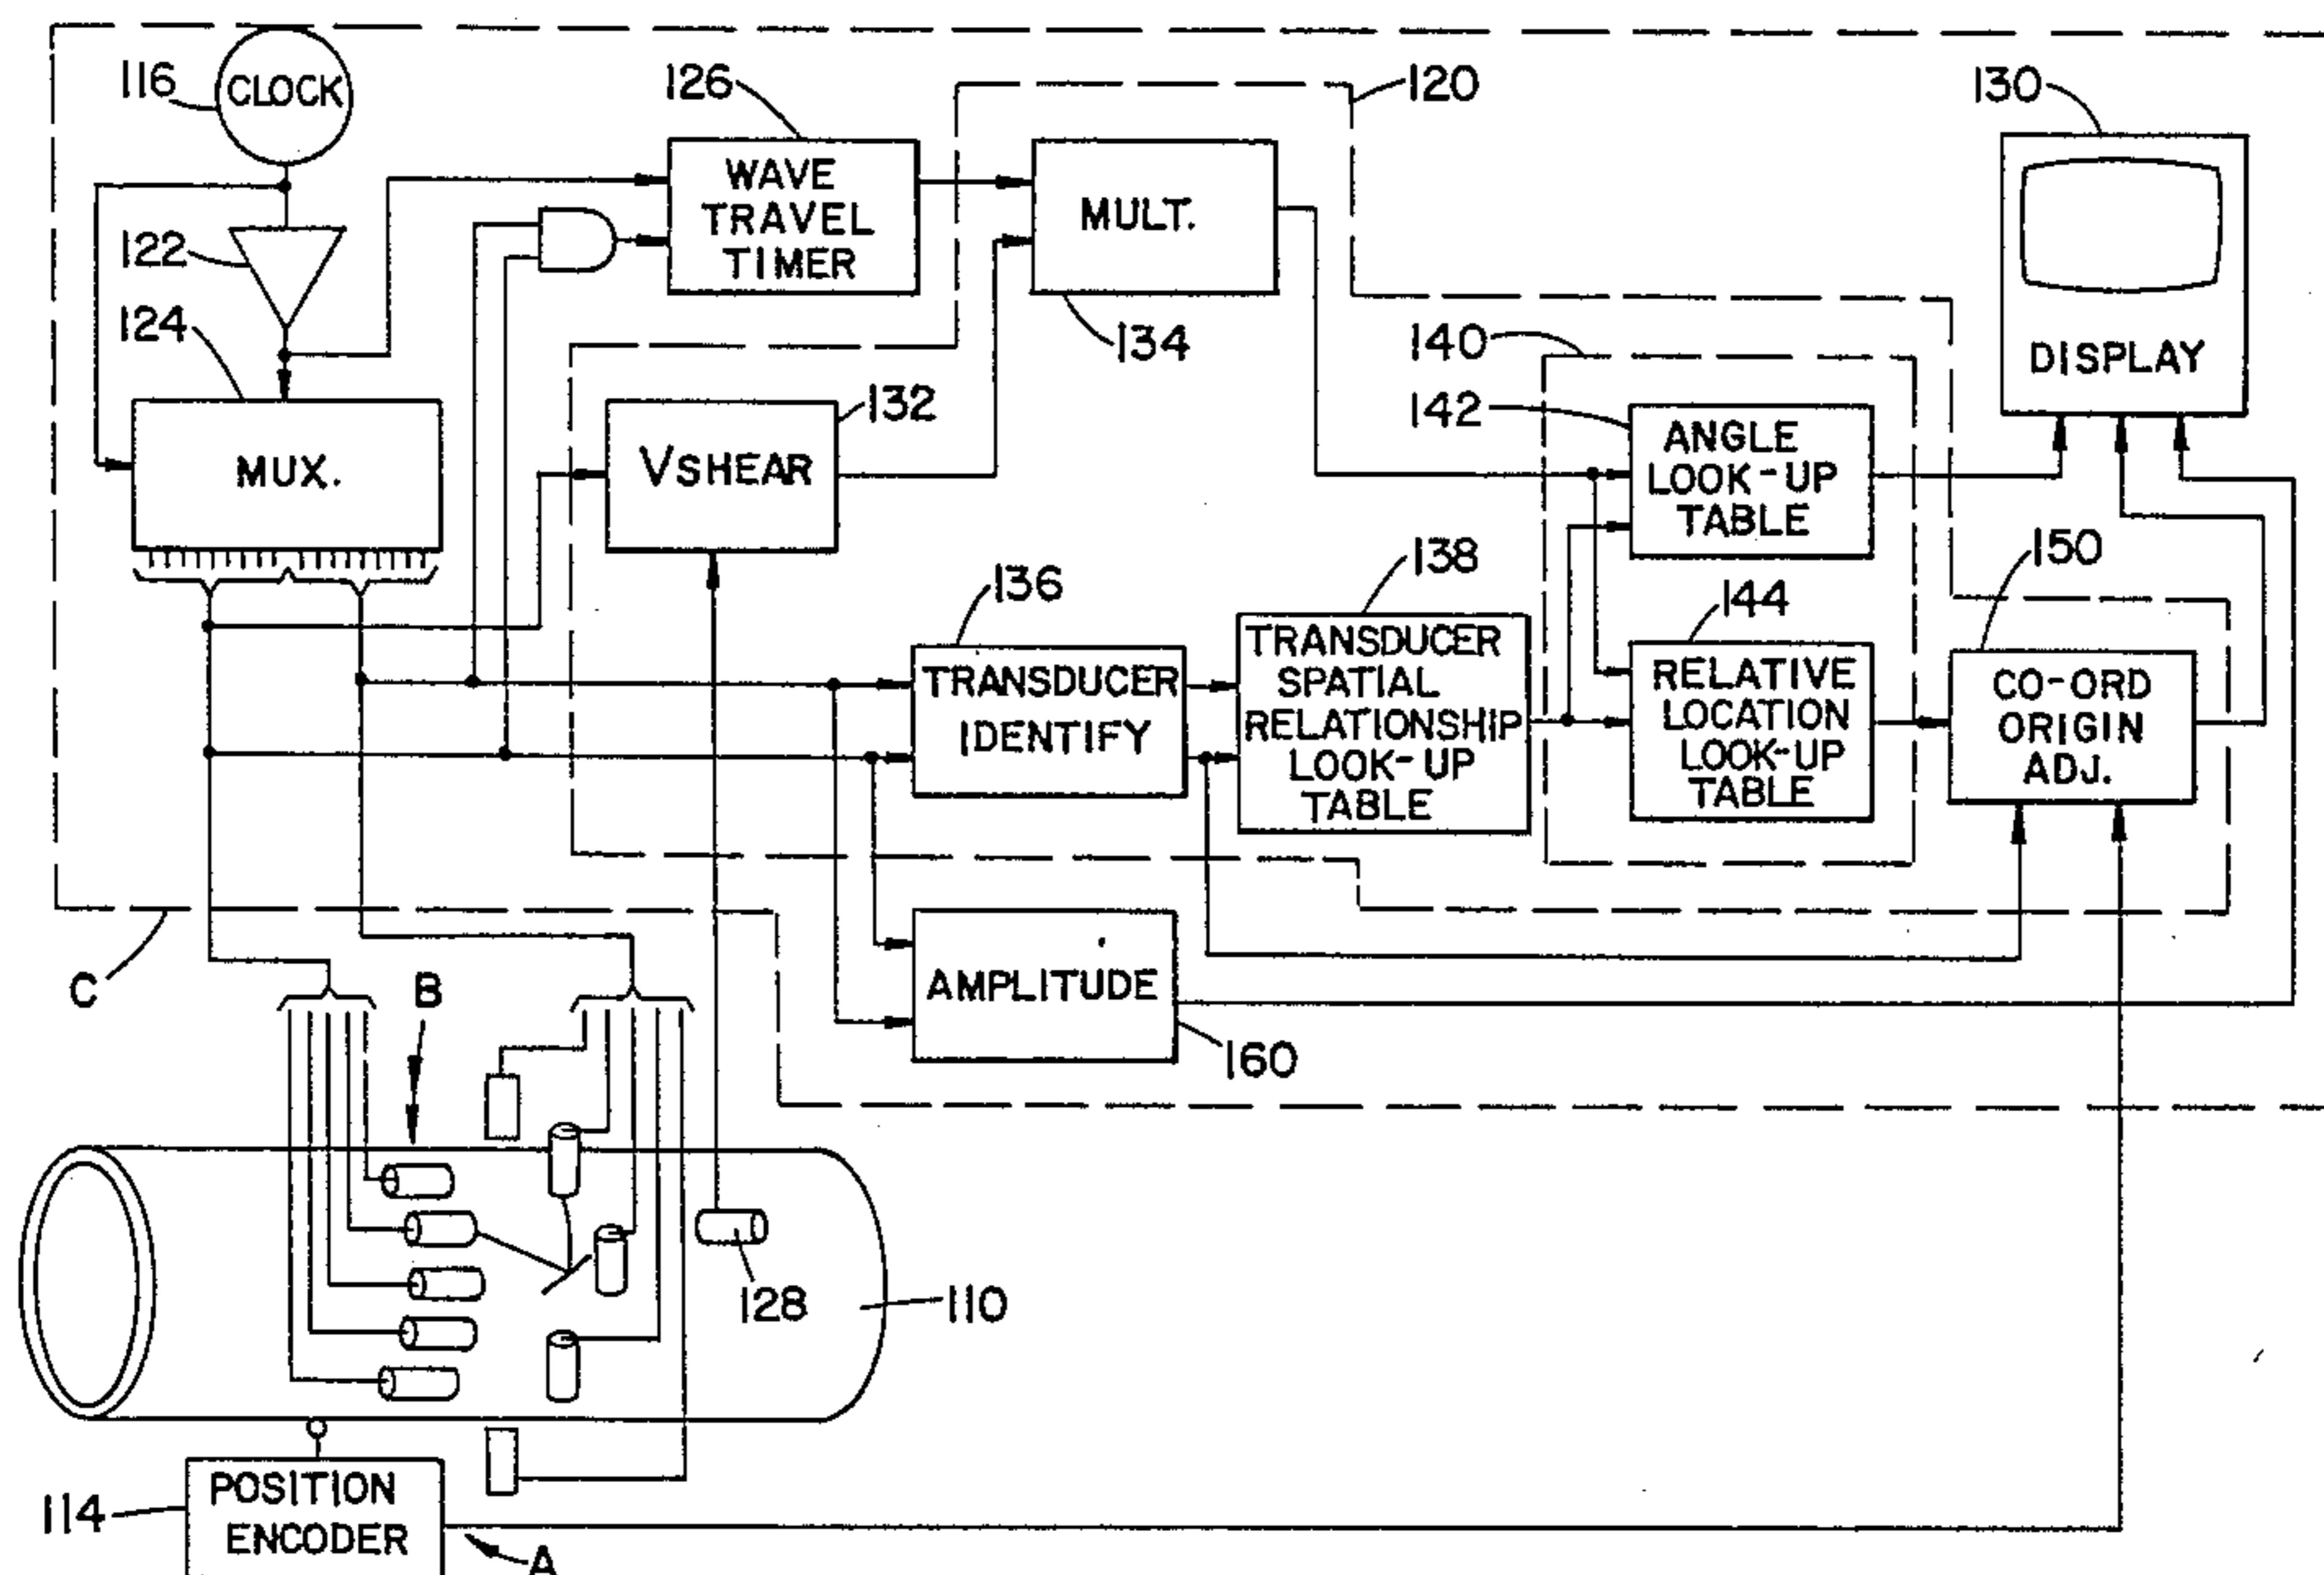 116
CLOCK
126
120
130
WAVE
TRAVEL
TIMER
MULT.
122
124
134
140
DISPLAY
132
142
MUX.
VSHEAR
ANGLE
LOOK-UP
TABLE
136
138
144
150
TRANSDUCER
IDENTIFY
TRANSDUCER
SPATIAL
RELATIONSHIP
LOOK-UP
TABLE
RELATIVE
LOCATION
LOOK-UP
TABLE
CO-ORD
ORIGIN
ADJ.
C
B
AMPLITUDE
160
128
110
114
POSITION
ENCODER
A